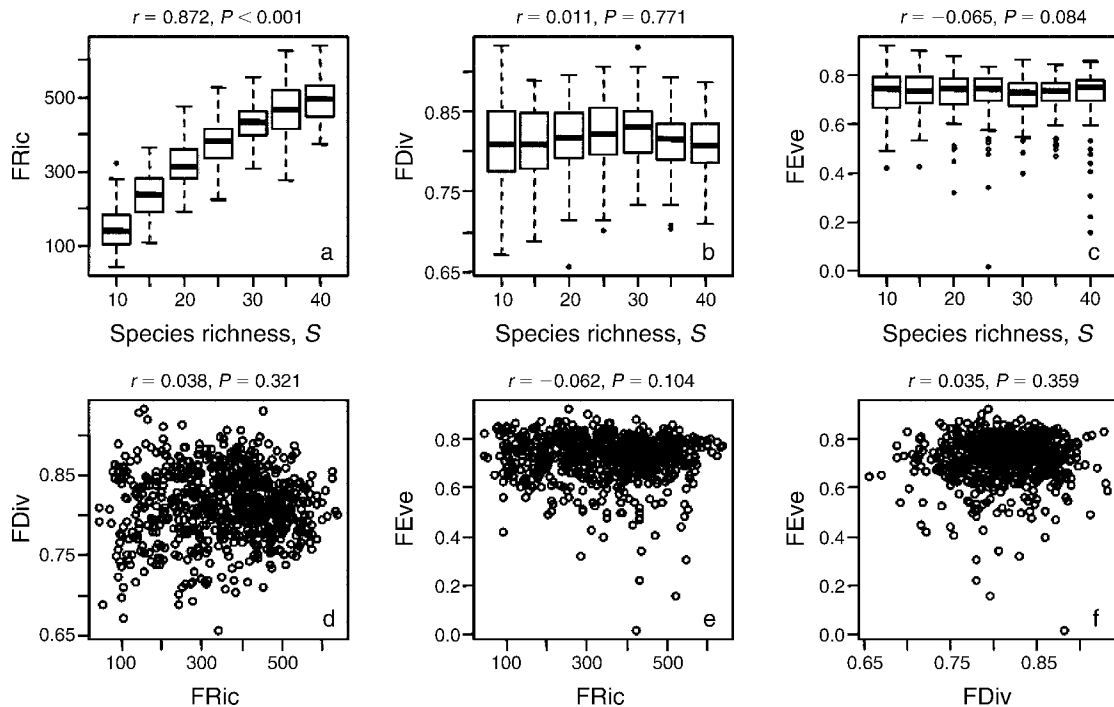 r = 0.872, P < 0.001
FRic
500
300
100
a
10 20 30 40
Species richness, S
r = 0.011, P = 0.771
FDiv
0.85
0.75
0.65
b
10 20 30 40
Species richness, S
r = −0.065, P = 0.084
FEve
0.8
0.6
0.4
0.2
0.0
c
10 20 30 40
Species richness, S
r = 0.038, P = 0.321
FDiv
0.85
0.75
0.65
d
100 300 500
FRic
r = −0.062, P = 0.104
FEve
0.8
0.6
0.4
0.2
0.0
e
100 300 500
FRic
r = 0.035, P = 0.359
FEve
0.8
0.6
0.4
0.2
0.0
f
0.65 0.75 0.85
FDiv